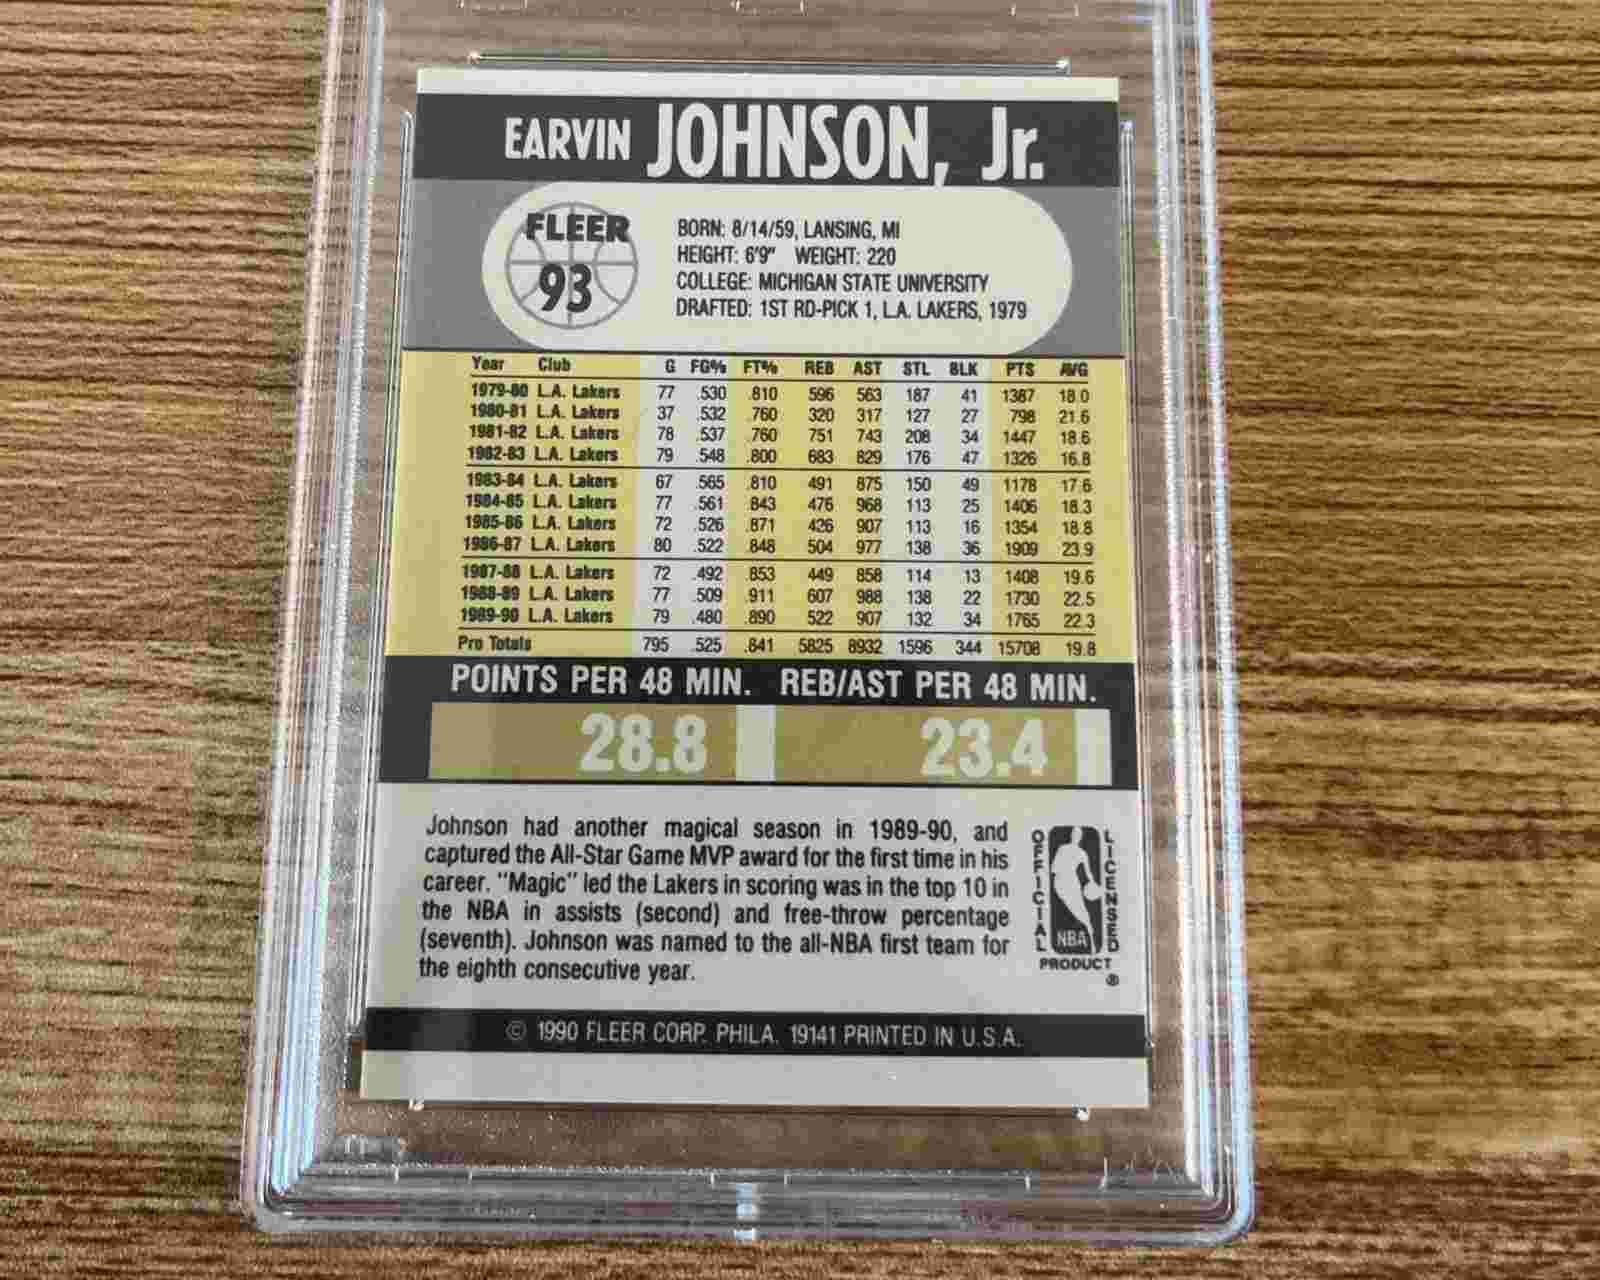 EARVIN JOHNSON, Jr.
FLEER
93
BORN: 8/14/59, LANSING, MI
HEIGHT: 6'9" WEIGHT: 220
COLLEGE: MICHIGAN STATE UNIVERSITY
DRAFTED: 1ST RD-PICK 1, L.A. LAKERS, 1979
Year Club G FG% FT% REB AST STL BLK PTS AVG
1979-80 L.A. Lakers 77 .530 .810 596 563 187 41 1387 18.0
1980-81 L.A. Lakers 37 .532 .760 320 317 127 27 798 21.6
1981-82 L.A. Lakers 78 .537 .760 751 743 208 34 1447 18.6
1982-83 L.A. Lakers 79 .548 .800 683 829 176 47 1326 16.8
1983-84 L.A. Lakers 67 .565 .810 491 875 150 49 1178 17.6
1984-85 L.A. Lakers 77 .561 .843 476 968 113 25 1406 18.3
1985-86 L.A. Lakers 72 .526 .871 426 907 113 16 1354 18.8
1986-87 L.A. Lakers 80 .522 .848 504 977 138 36 1909 23.9
1987-88 L.A. Lakers 72 .492 .853 449 858 114 13 1408 19.6
1988-89 L.A. Lakers 77 .509 .911 607 988 138 22 1730 22.5
1989-90 L.A. Lakers 79 .480 .890 522 907 132 34 1765 22.3
Pro Totals 795 .525 .841 5825 8932 1596 344 15708 19.8
POINTS PER 48 MIN. REB/AST PER 48 MIN.
28.8 23.4
Johnson had another magical season in 1989-90, and
captured the All-Star Game MVP award for the first time in his
career. "Magic" led the Lakers in scoring was in the top 10 in
the NBA in assists (second) and free-throw percentage
(seventh). Johnson was named to the all-NBA first team for
the eighth consecutive year.
OFFICIAL LICENSED
NBA
PRODUCT
®
© 1990 FLEER CORP. PHILA. 19141 PRINTED IN U.S.A.